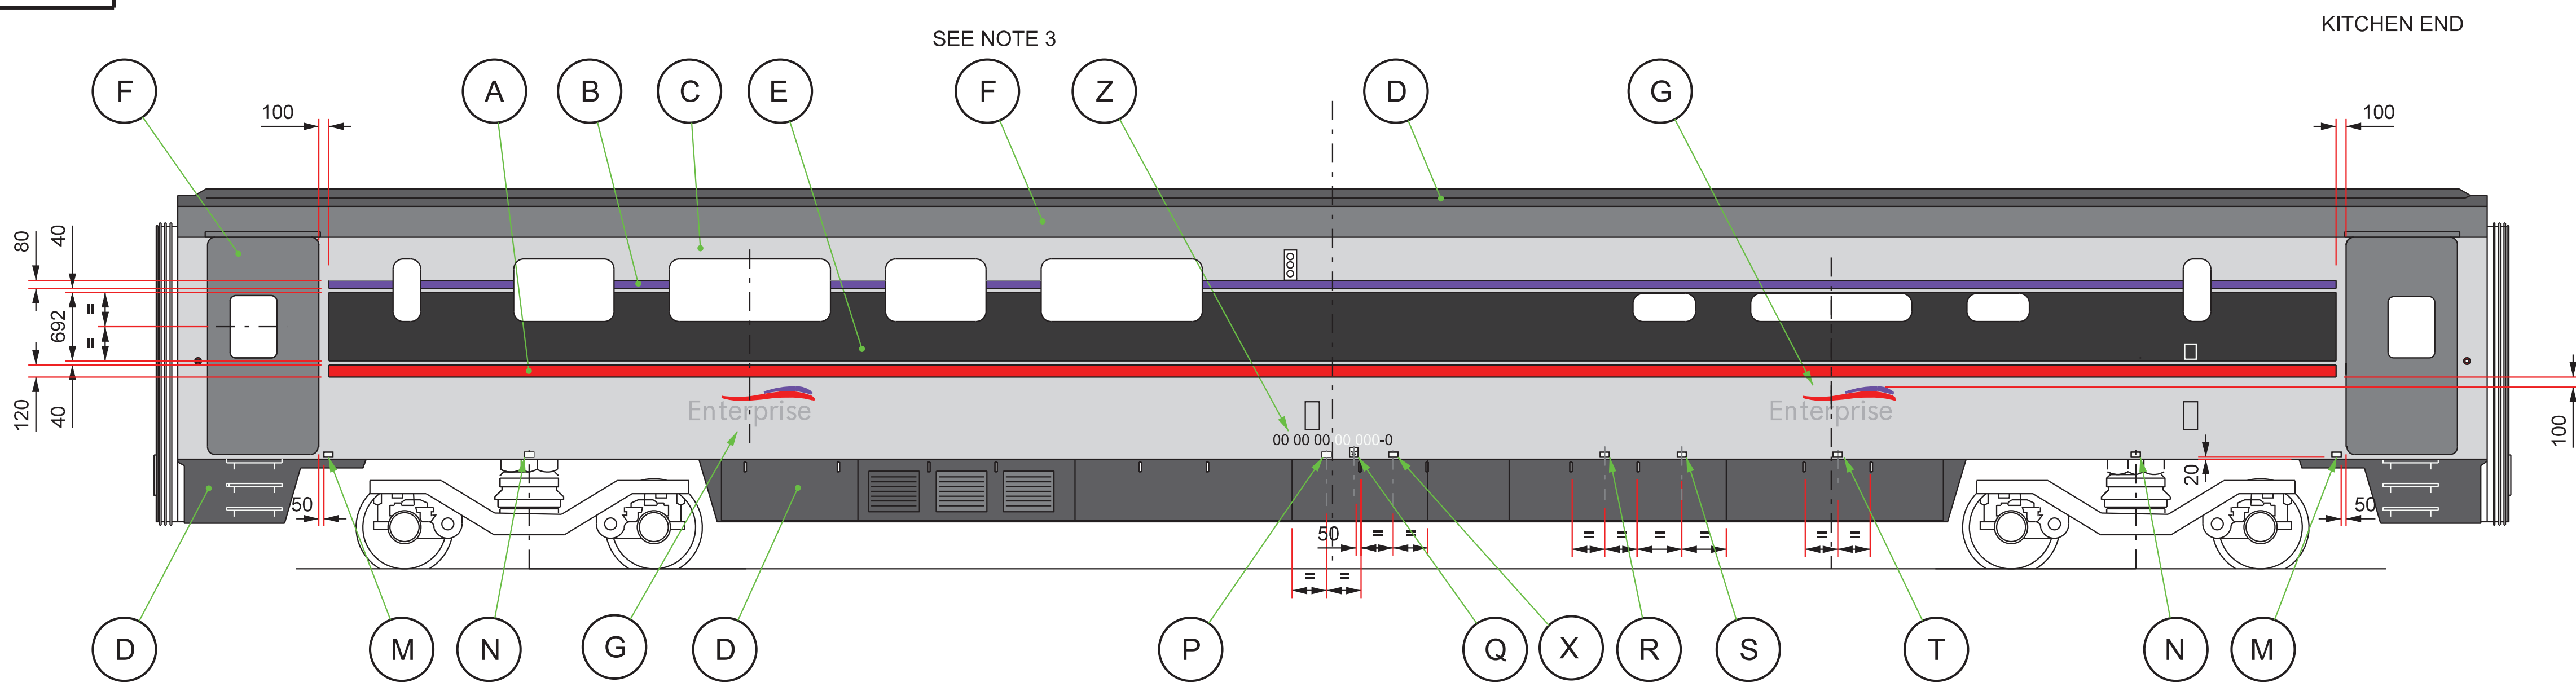 KITCHEN END
SEE NOTE 3
F A B C E F Z D G
100 100
80 40
692 = =
120 40
Enterprise Enterprise
100
00 00 00 00 000-0
20
50 50
50 = = = = = = = =
= =
D M N G D P Q X R S T N M